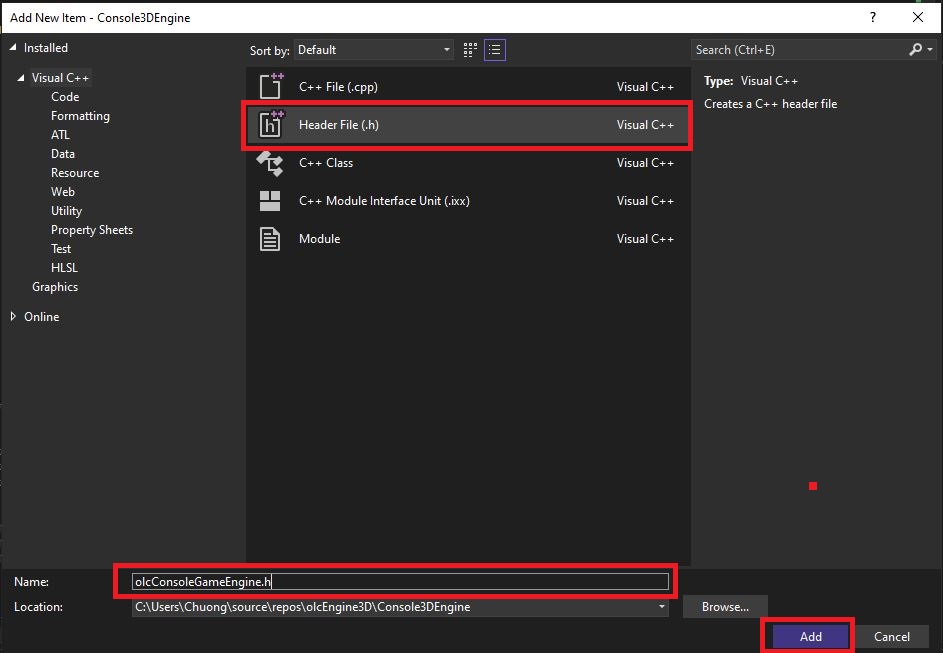 Add New Item - Console3DEngine
? 
Installed
Sort by: Default
Search (Ctrl+E)
Visual C++
Code
Formatting
ATL
Data
Resource
Web
Utility
Property Sheets
Test
HLSL
Graphics
Online
C++ File (.cpp) Visual C++
Header File (.h) Visual C++
C++ Class Visual C++
C++ Module Interface Unit (.ixx) Visual C++
Module Visual C++
Type: Visual C++
Creates a C++ header file
Name: olcConsoleGameEngine.h
Location: C:\Users\Chuong\source\repos\olcEngine3D\Console3DEngine Browse...
Add Cancel